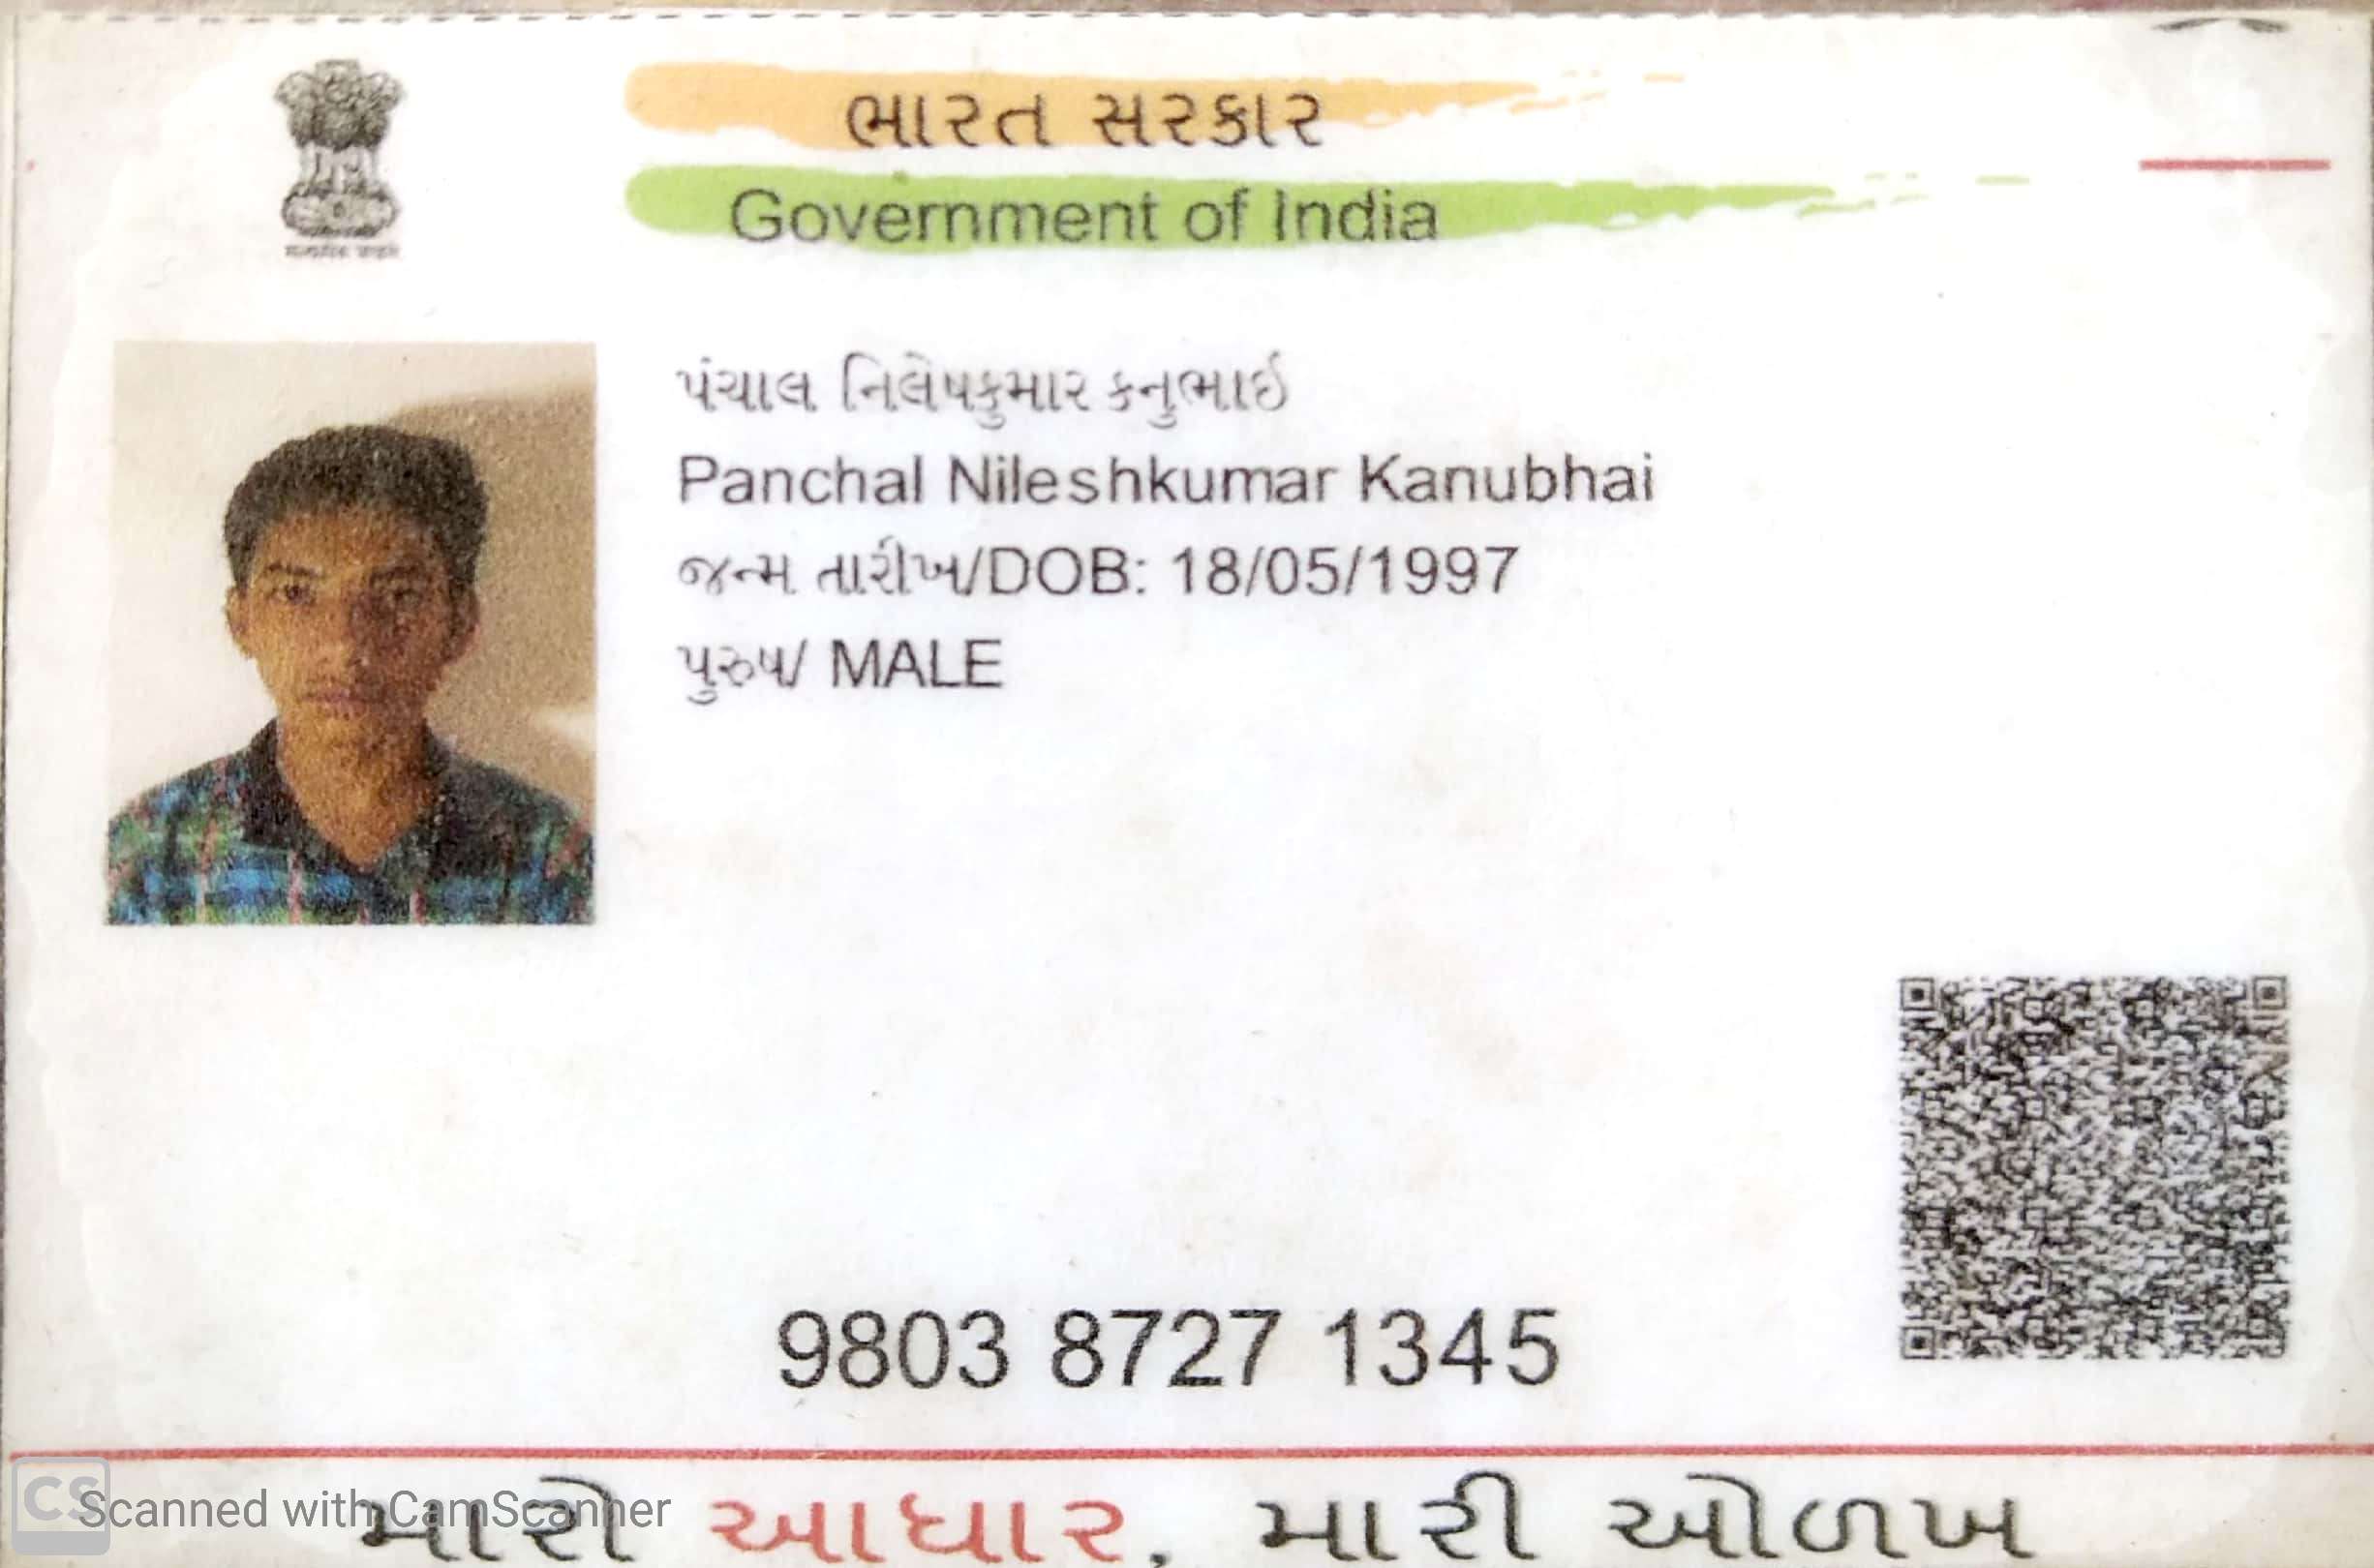 ભારત સરકાર
Government of India
પંચાલ નિલેષકુમાર કનુભાઈ
Panchal Nileshkumar Kanubhai
જન્મ તારીખ/DOB: 18/05/1997
પુરુષ/ MALE
9803 8727 1345
મારો આધાર, મારી ઓળખ
CS Scanned with CamScanner